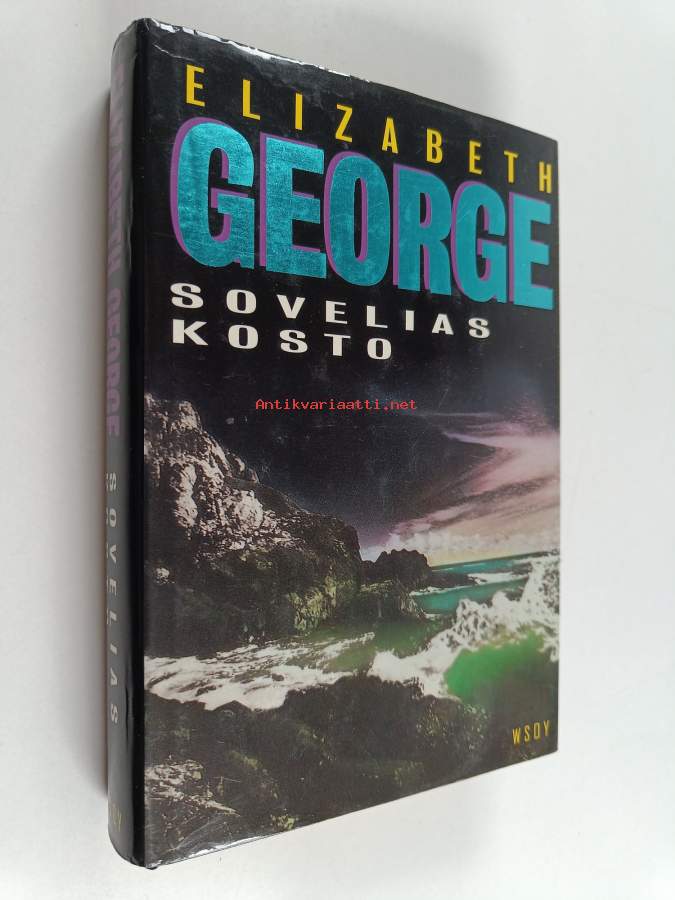 ELIZABETH
GEORGE
SOVELIAS
KOSTO
Antikvariaatti.net
WSOY
ELIZABETH GEORGE
SOVELIAS